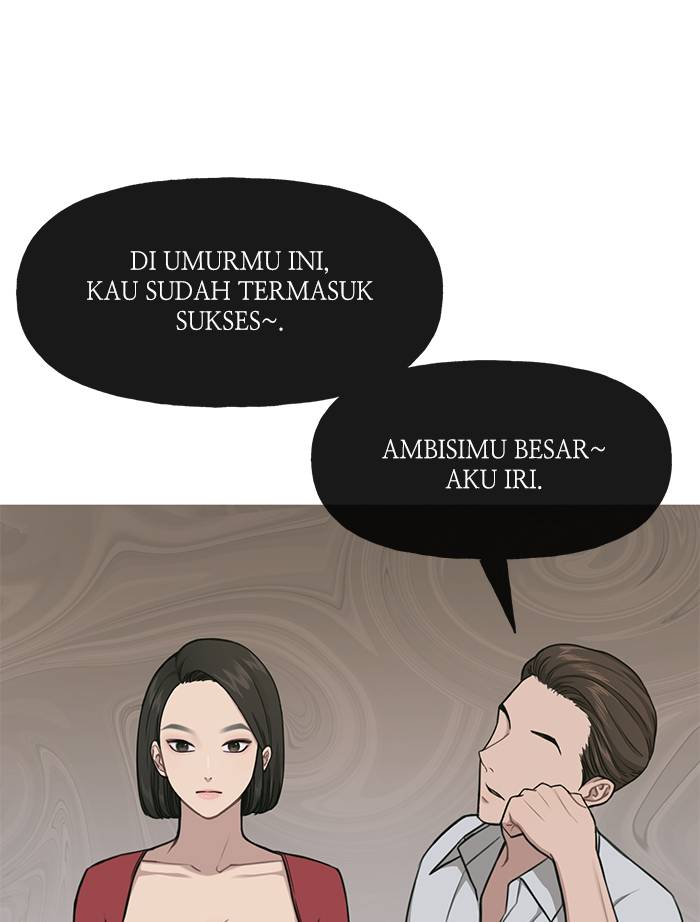 DI UMURMU INI,
KAU SUDAH TERMASUK
SUKSES~.
AMBISIMU BESAR~
AKU IRI.